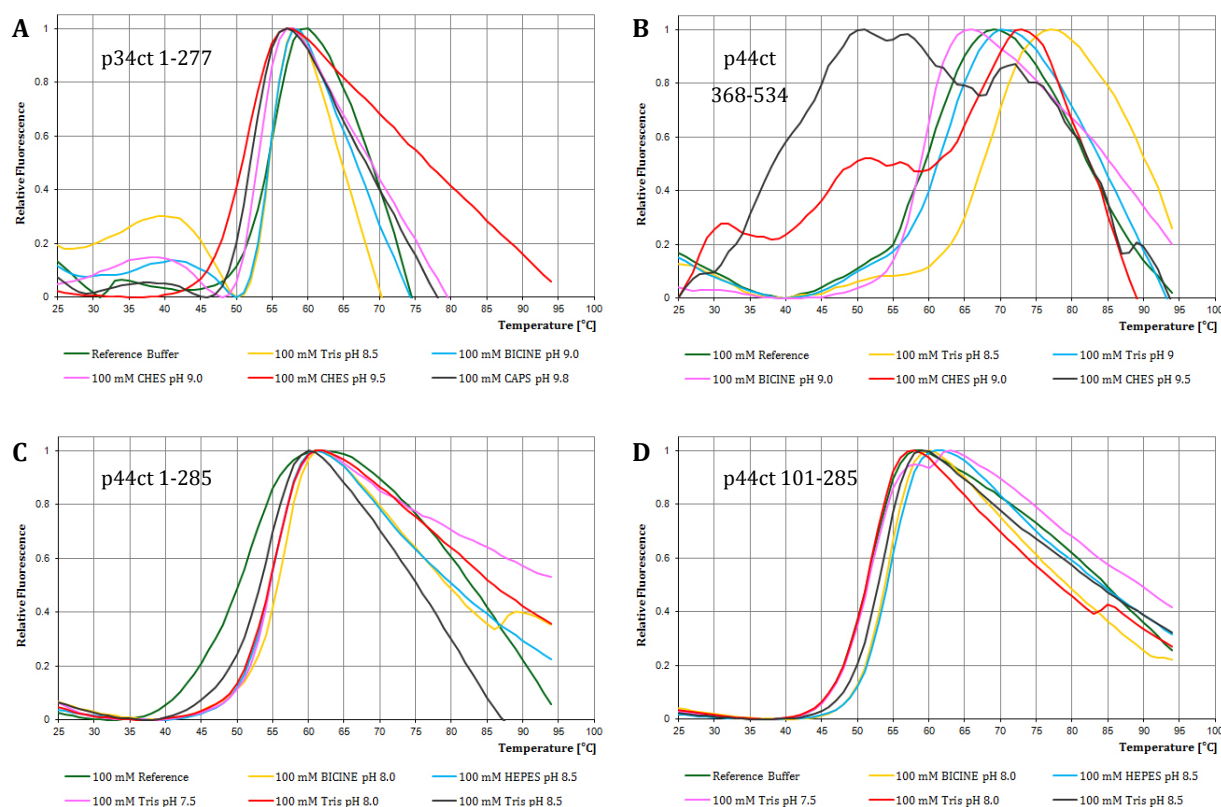 A
p34ct 1-277
Relative Fluorescence
1
0.8
0.6
0.4
0.2
0
25 30 35 40 45 50 55 60 65 70 75 80 85 90 95 100
Temperature [°C]
Reference Buffer 100 mM Tris pH 8.5 100 mM BICINE pH 9.0
100 mM CHES pH 9.0 100 mM CHES pH 9.5 100 mM CAPS pH 9.8
B
p44ct
368-534
Relative Fluorescence
1
0.8
0.6
0.4
0.2
0
25 30 35 40 45 50 55 60 65 70 75 80 85 90 95 100
Temperature [°C]
100 mM Reference 100 mM Tris pH 8.5 100 mM Tris pH 9
100 mM BICINE pH 9.0 100 mM CHES pH 9.0 100 mM CHES pH 9.5
C
p44ct 1-285
Relative Fluorescence
1
0.8
0.6
0.4
0.2
0
25 30 35 40 45 50 55 60 65 70 75 80 85 90 95 100
Temperature [°C]
100 mM Reference 100 mM BICINE pH 8.0 100 mM HEPES pH 8.5
100 mM Tris pH 7.5 100 mM Tris pH 8.0 100 mM Tris pH 8.5
D
p44ct 101-285
Relative Fluorescence
1
0.8
0.6
0.4
0.2
0
25 30 35 40 45 50 55 60 65 70 75 80 85 90 95 100
Temperature [°C]
Reference Buffer 100 mM BICINE pH 8.0 100 mM HEPES pH 8.5
100 mM Tris pH 7.5 100 mM Tris pH 8.0 100 mM Tris pH 8.5